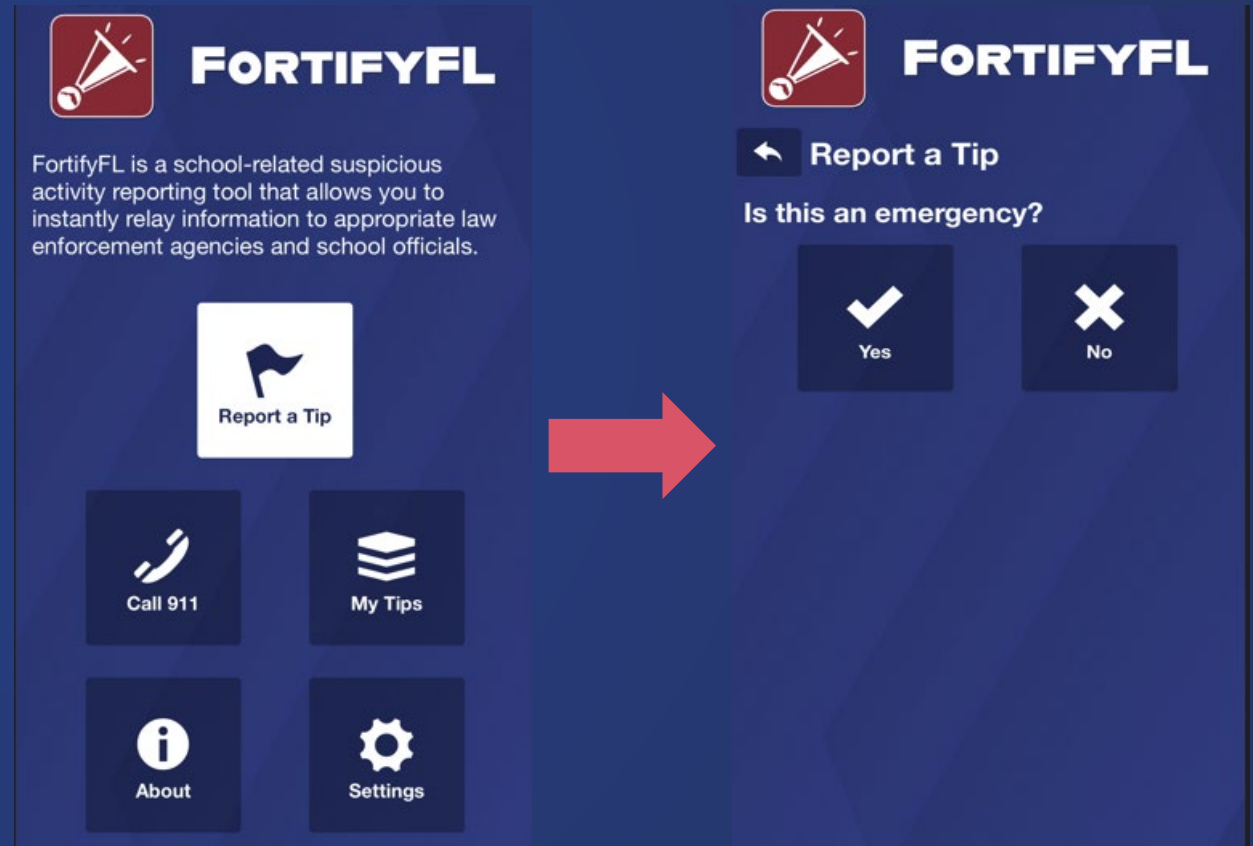 FORTIFYFL
FortifyFL is a school-related suspicious
activity reporting tool that allows you to
instantly relay information to appropriate law
enforcement agencies and school officials.
Report a Tip
Call 911
My Tips
About
Settings
FORTIFYFL
Report a Tip
Is this an emergency?
Yes
No